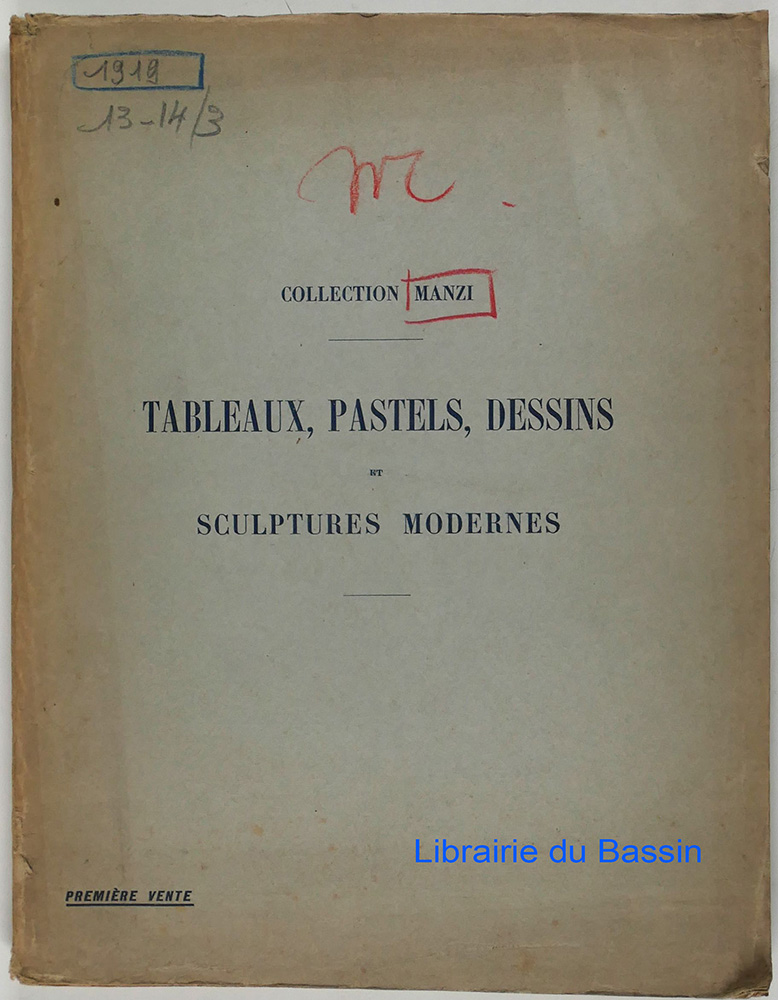 1919
13-14/3
COLLECTION MANZI
TABLEAUX, PASTELS, DESSINS
ET
SCULPTURES MODERNES
Librairie du Bassin
PREMIÈRE VENTE